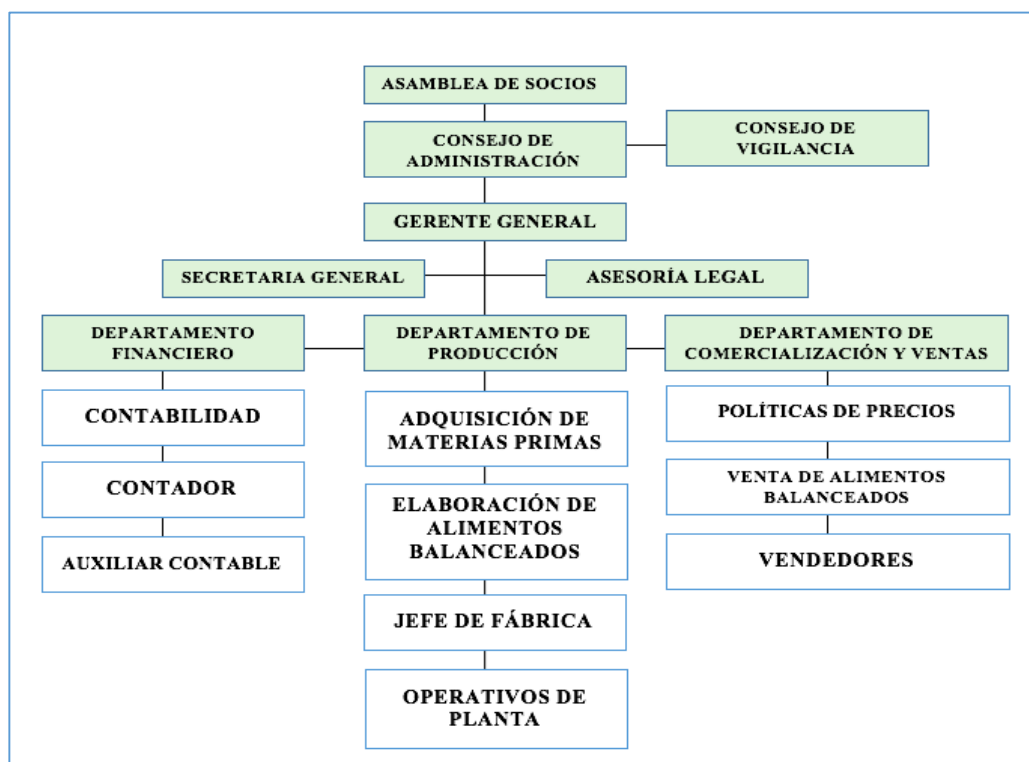 ASAMBLEA DE SOCIOS
CONSEJO DE
ADMINISTRACIÓN
CONSEJO DE
VIGILANCIA
GERENTE GENERAL
SECRETARIA GENERAL
ASESORÍA LEGAL
DEPARTAMENTO
FINANCIERO
DEPARTAMENTO DE
PRODUCCIÓN
DEPARTAMENTO DE
COMERCIALIZACIÓN Y VENTAS
CONTABILIDAD
ADQUISICIÓN DE
MATERIAS PRIMAS
POLÍTICAS DE PRECIOS
CONTADOR
ELABORACIÓN DE
ALIMENTOS
BALANCEADOS
VENTA DE ALIMENTOS
BALANCEADOS
AUXILIAR CONTABLE
JEFE DE FÁBRICA
VENDEDORES
OPERATIVOS DE
PLANTA